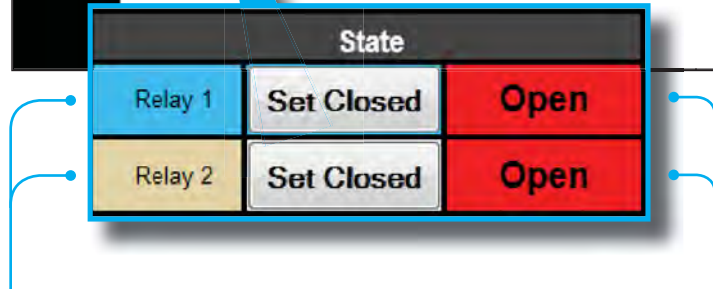 State
Relay 1 Set Closed Open
Relay 2 Set Closed Open